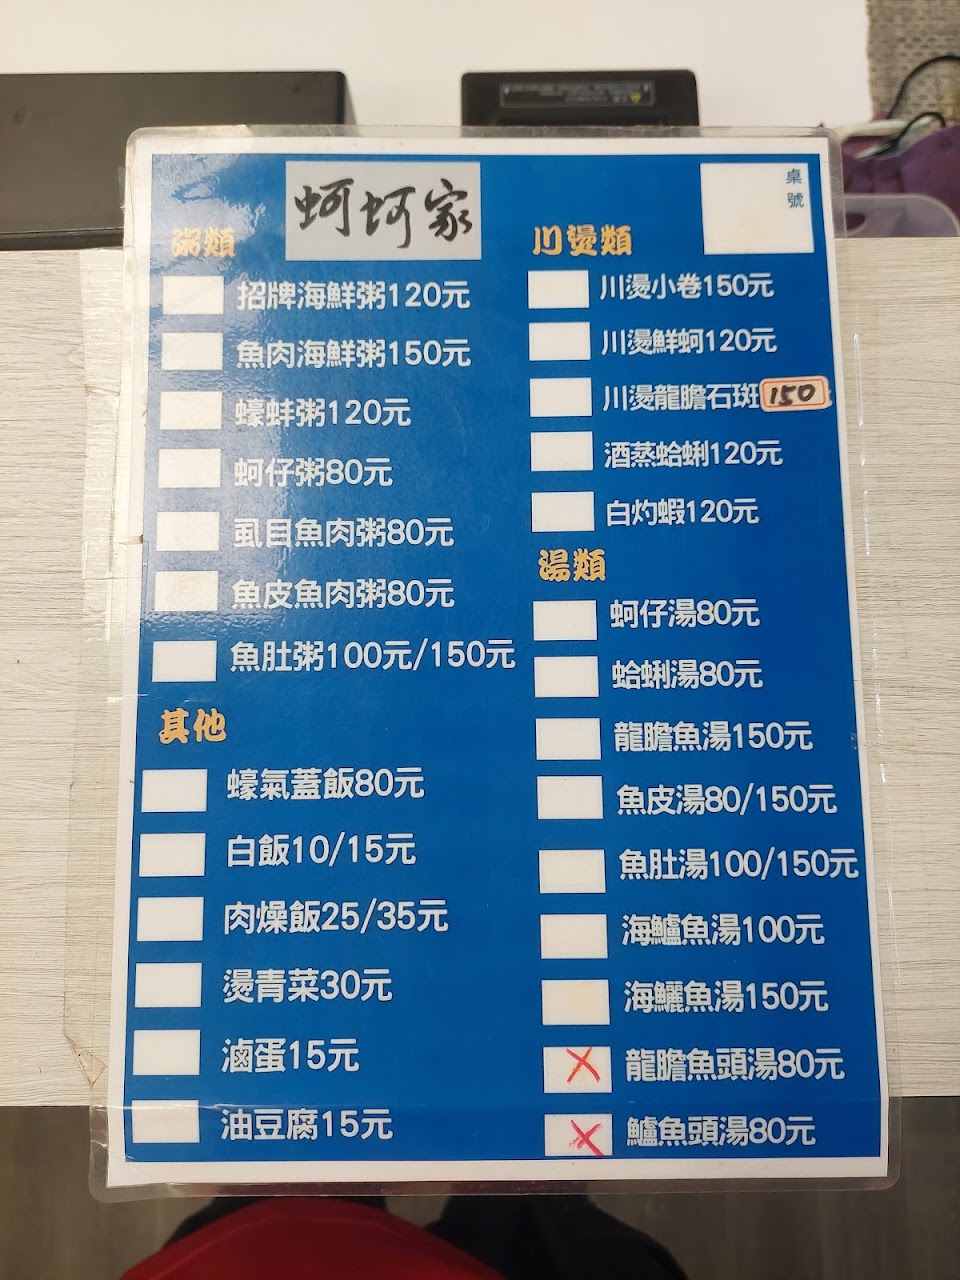 蚵蚵家
桌號
粥類
招牌海鮮粥120元
魚肉海鮮粥150元
蠔蚌粥120元
蚵仔粥80元
虱目魚肉粥80元
魚皮魚肉粥80元
魚肚粥100元/150元
其他
蠔氣蓋飯80元
白飯10/15元
肉燥飯25/35元
燙青菜30元
滷蛋15元
油豆腐15元
川燙類
川燙小卷150元
川燙鮮蚵120元
川燙龍膽石斑150
酒蒸蛤蜊120元
白灼蝦120元
湯類
蚵仔湯80元
蛤蜊湯80元
龍膽魚湯150元
魚皮湯80/150元
魚肚湯100/150元
海鱸魚湯100元
海鱺魚湯150元
龍膽魚頭湯80元
鱸魚頭湯80元